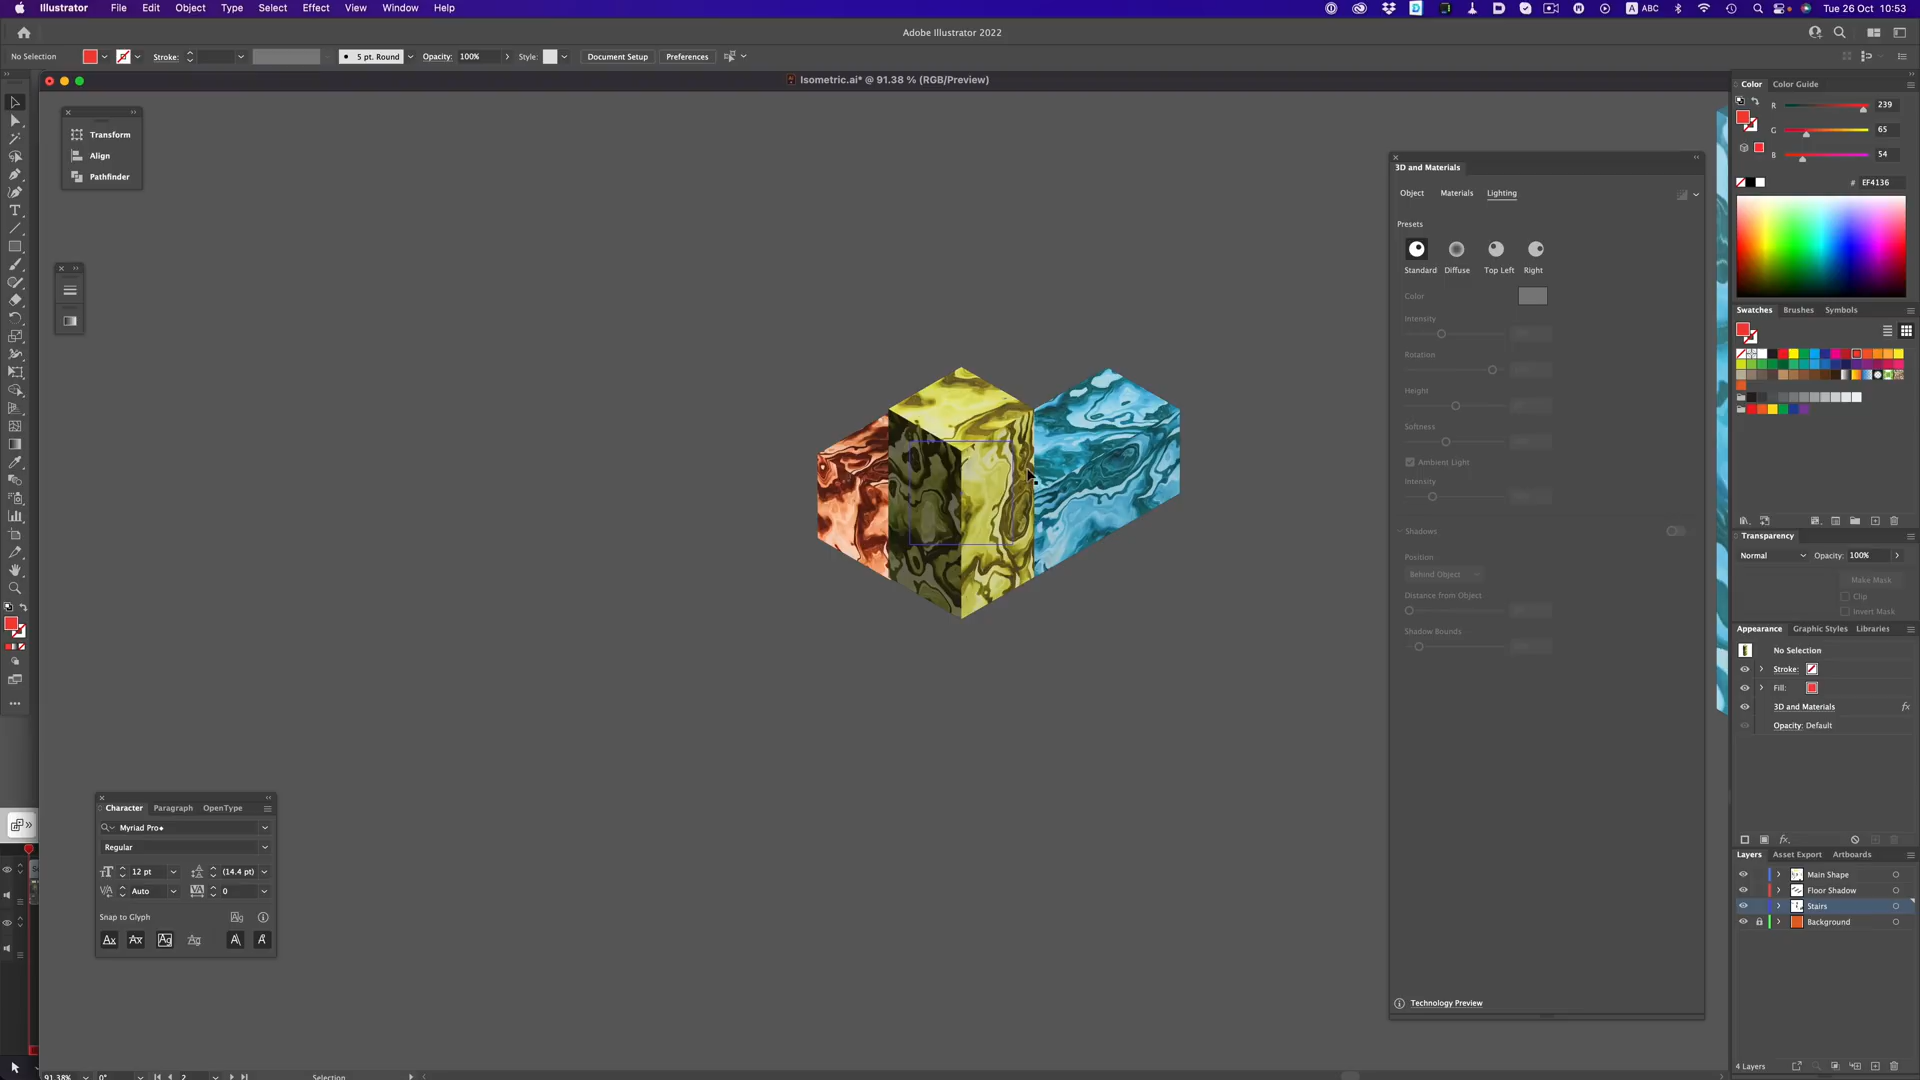 Illustrator File Edit Object Type Select Effect View Window Help
ABC Tue 26 Oct 10:53
Adobe Illustrator 2022
No Selection Stroke: 5 pt. Round Opacity: 100% Style: Document Setup Preferences
Isometric.ai* @ 91.38 % (RGB/Preview)
Transform
Align
Pathfinder
3D and Materials
Object Materials Lighting
Presets
Standard Diffuse Top Left Right
Color
Intensity
Rotation
Height
Softness
Ambient Light
Intensity
Shadows
Position
Behind Object
Distance from Object
Shadow Bounds
Technology Preview
Color Color Guide
R 239
G 65
B 54
# EF4136
Swatches Brushes Symbols
Transparency
Normal Opacity: 100%
Make Mask
Clip
Invert Mask
Appearance Graphic Styles Libraries
No Selection
Stroke:
Fill:
3D and Materials
Opacity: Default
Layers Asset Export Artboards
Main Shape
Floor Shadow
Stairs
Background
4 Layers
Character Paragraph OpenType
Myriad Pro
Regular
12 pt (14.4 pt)
Auto 0
Snap to Glyph
91.38% 0° 2 Selection